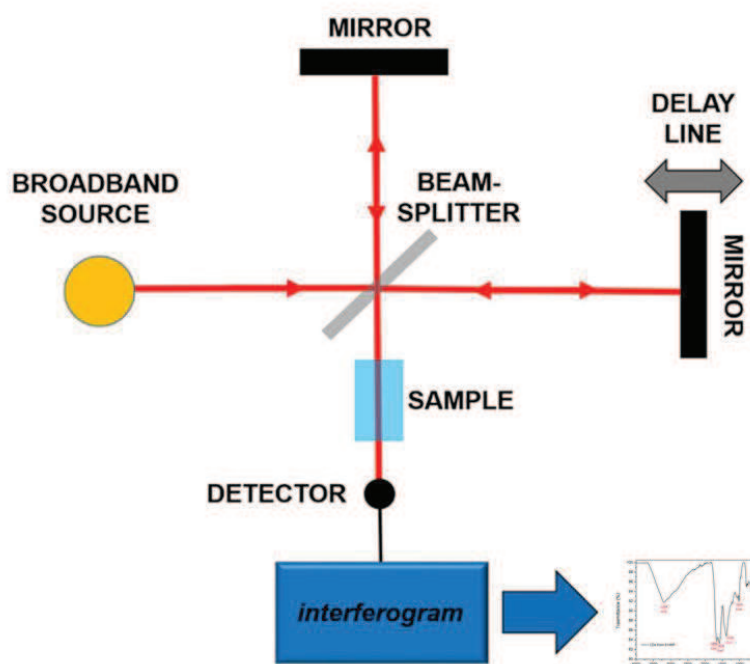 MIRROR
DELAY
LINE
BROADBAND
SOURCE
BEAM-
SPLITTER
MIRROR
SAMPLE
DETECTOR
interferogram